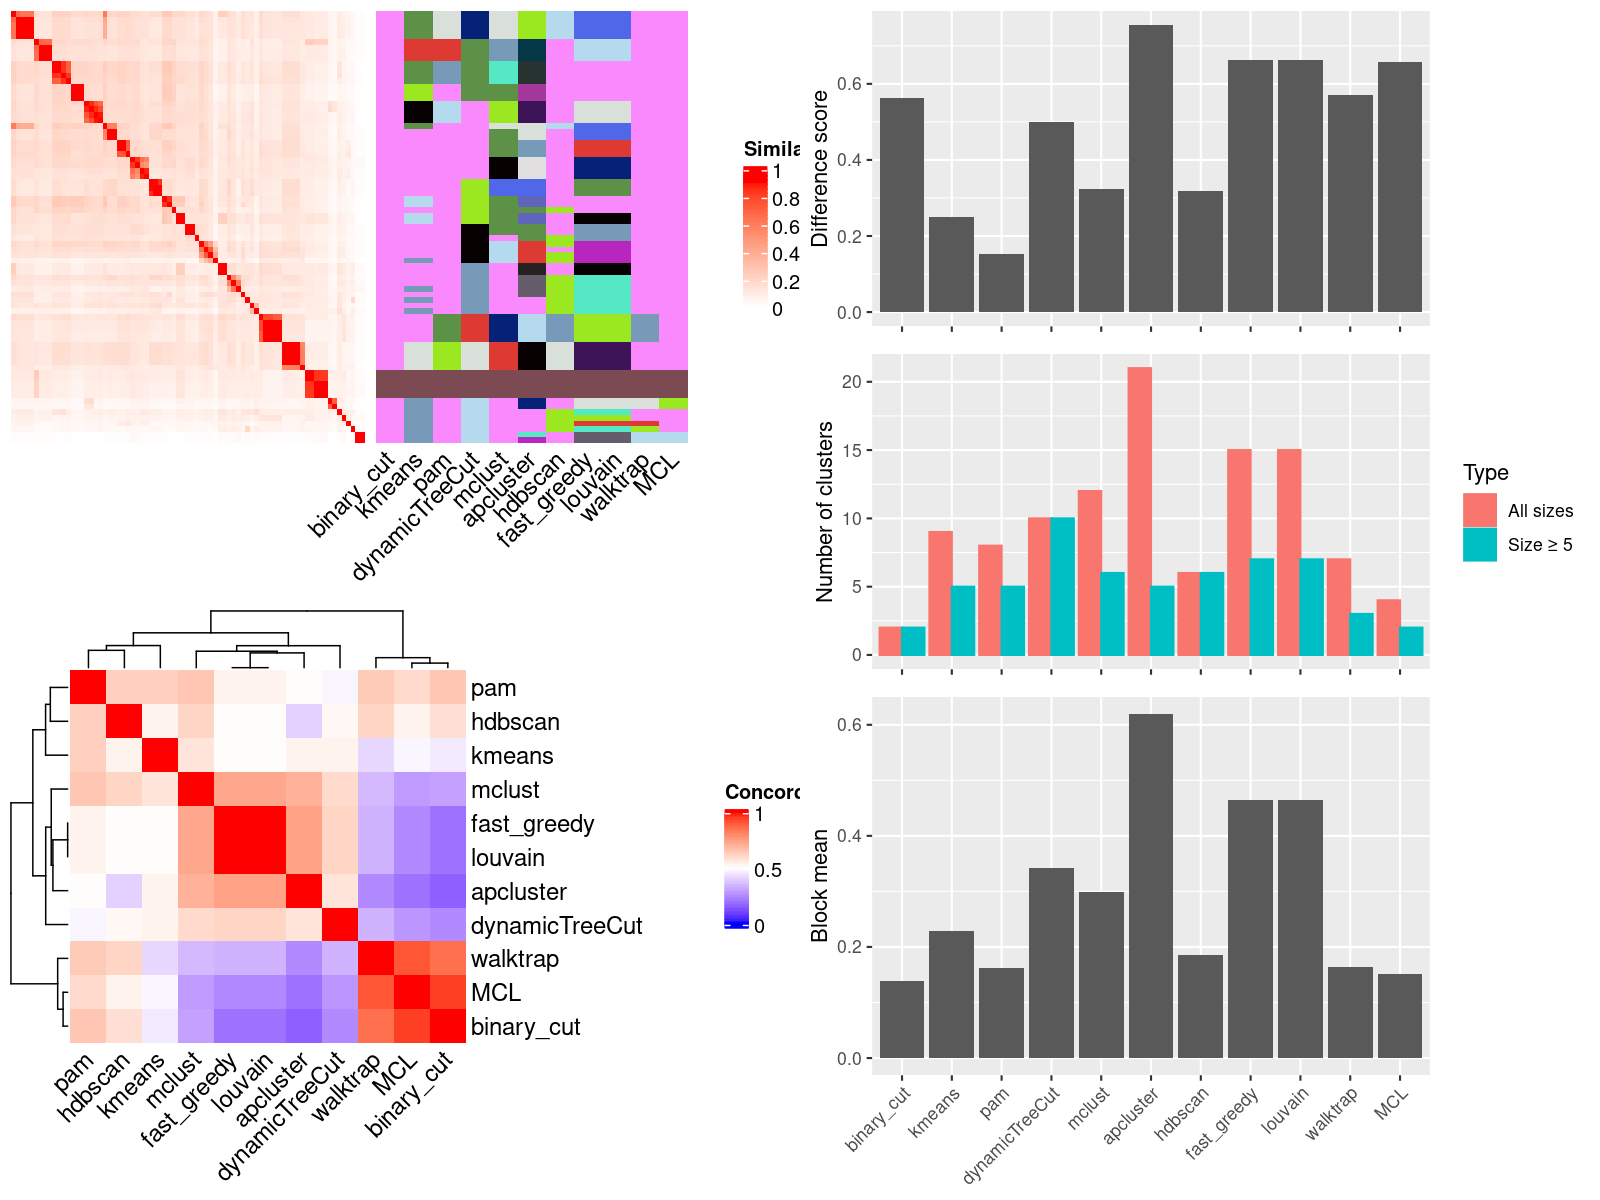 Simila
1
0.8
0.6
0.4
0.2
0
binary_cut
kmeans
pam
dynamicTreeCut
mclust
apcluster
hdbscan
fast_greedy
louvain
walktrap
MCL
pam
hdbscan
kmeans
mclust
fast_greedy
louvain
apcluster
dynamicTreeCut
walktrap
MCL
binary_cut
pam
hdbscan
kmeans
mclust
fast_greedy
louvain
apcluster
dynamicTreeCut
walktrap
MCL
binary_cut
Concord
1
0.5
0
Difference score
0.6
0.4
0.2
0.0
Number of clusters
20
15
10
5
0
Type
All sizes
Size ≥ 5
Block mean
0.6
0.4
0.2
0.0
binary_cut
kmeans
pam
dynamicTreeCut
mclust
apcluster
hdbscan
fast_greedy
louvain
walktrap
MCL